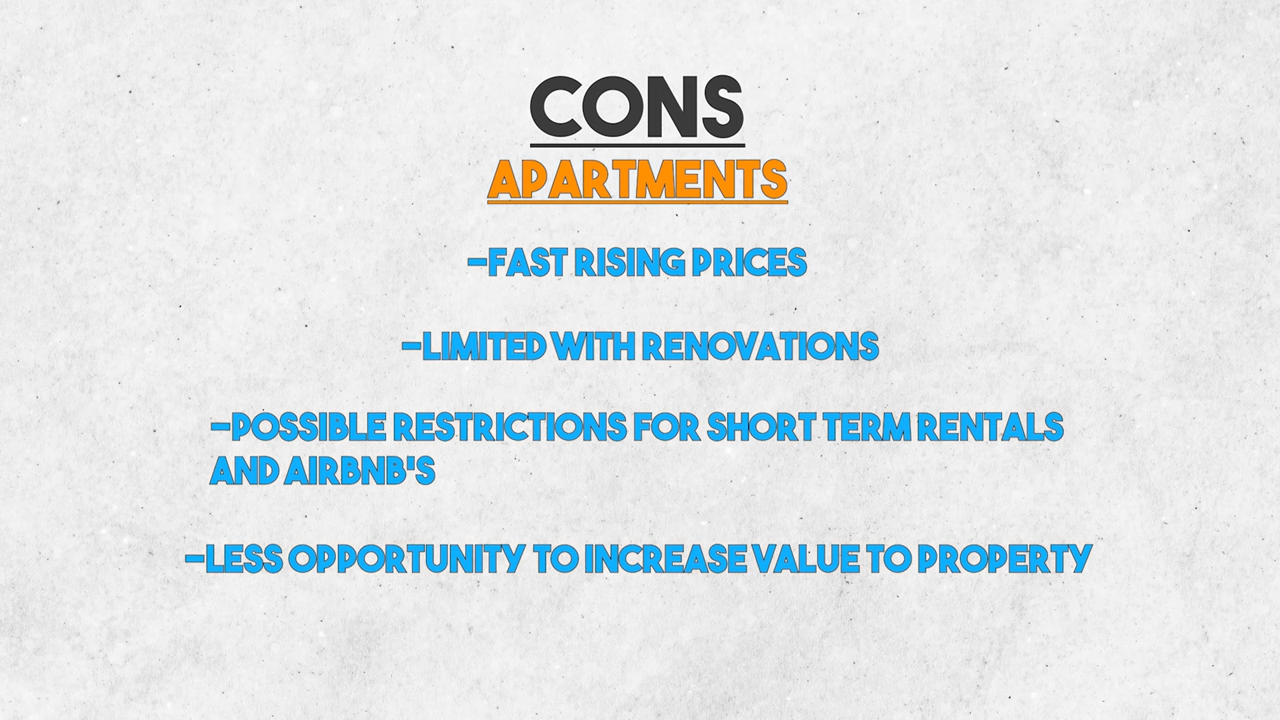 CONS
APARTMENTS
-FAST RISING PRICES
-LIMITED WITH RENOVATIONS
-POSSIBLE RESTRICTIONS FOR SHORT TERM RENTALS
AND AIRBNB'S
-LESS OPPORTUNITY TO INCREASE VALUE TO PROPERTY